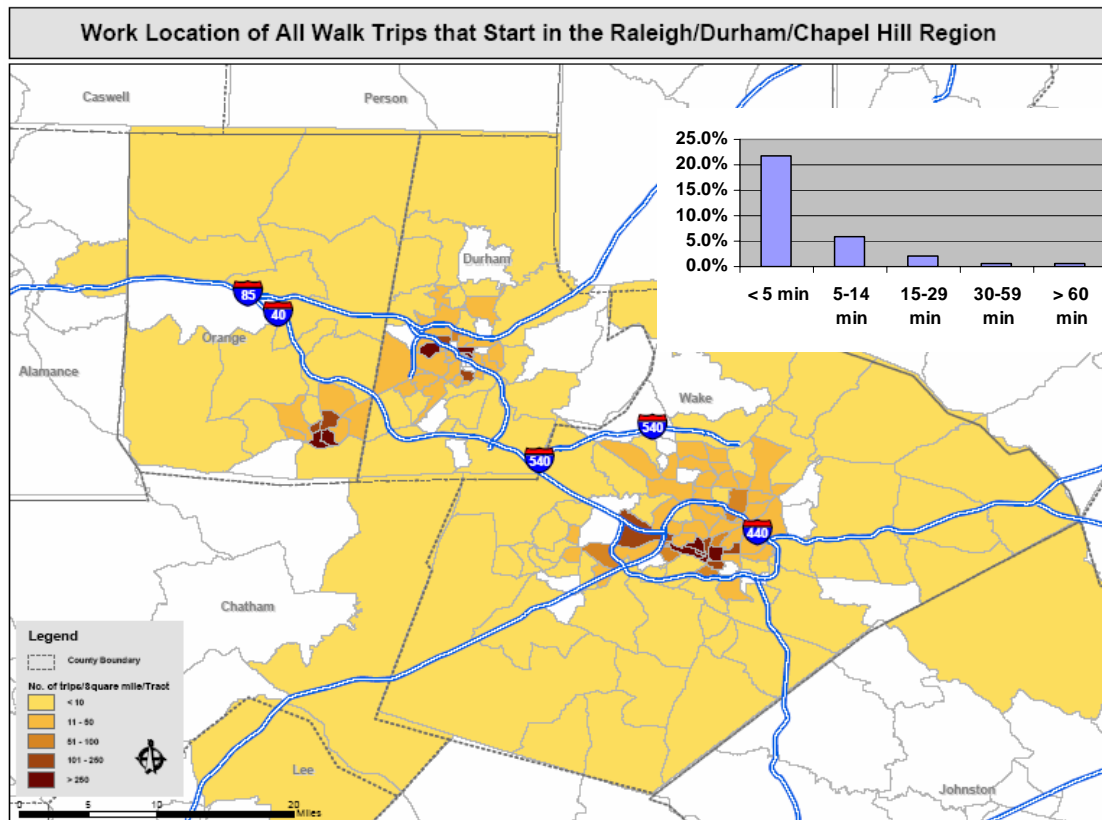 Work Location of All Walk Trips that Start in the Raleigh/Durham/Chapel Hill Region
Caswell
Person
25.0%
20.0%
15.0%
10.0%
5.0%
0.0%
< 5 min
5-14
min
15-29
min
30-59
min
> 60
min
Durham
85
40
Orange
Alamance
Wake
540
540
440
Chatham
Legend
County Boundary
No. of trips/Square mile/Tract
< 10
11 - 50
51 - 100
101 - 250
> 250
Lee
Johnston
0 5 10 20
Miles